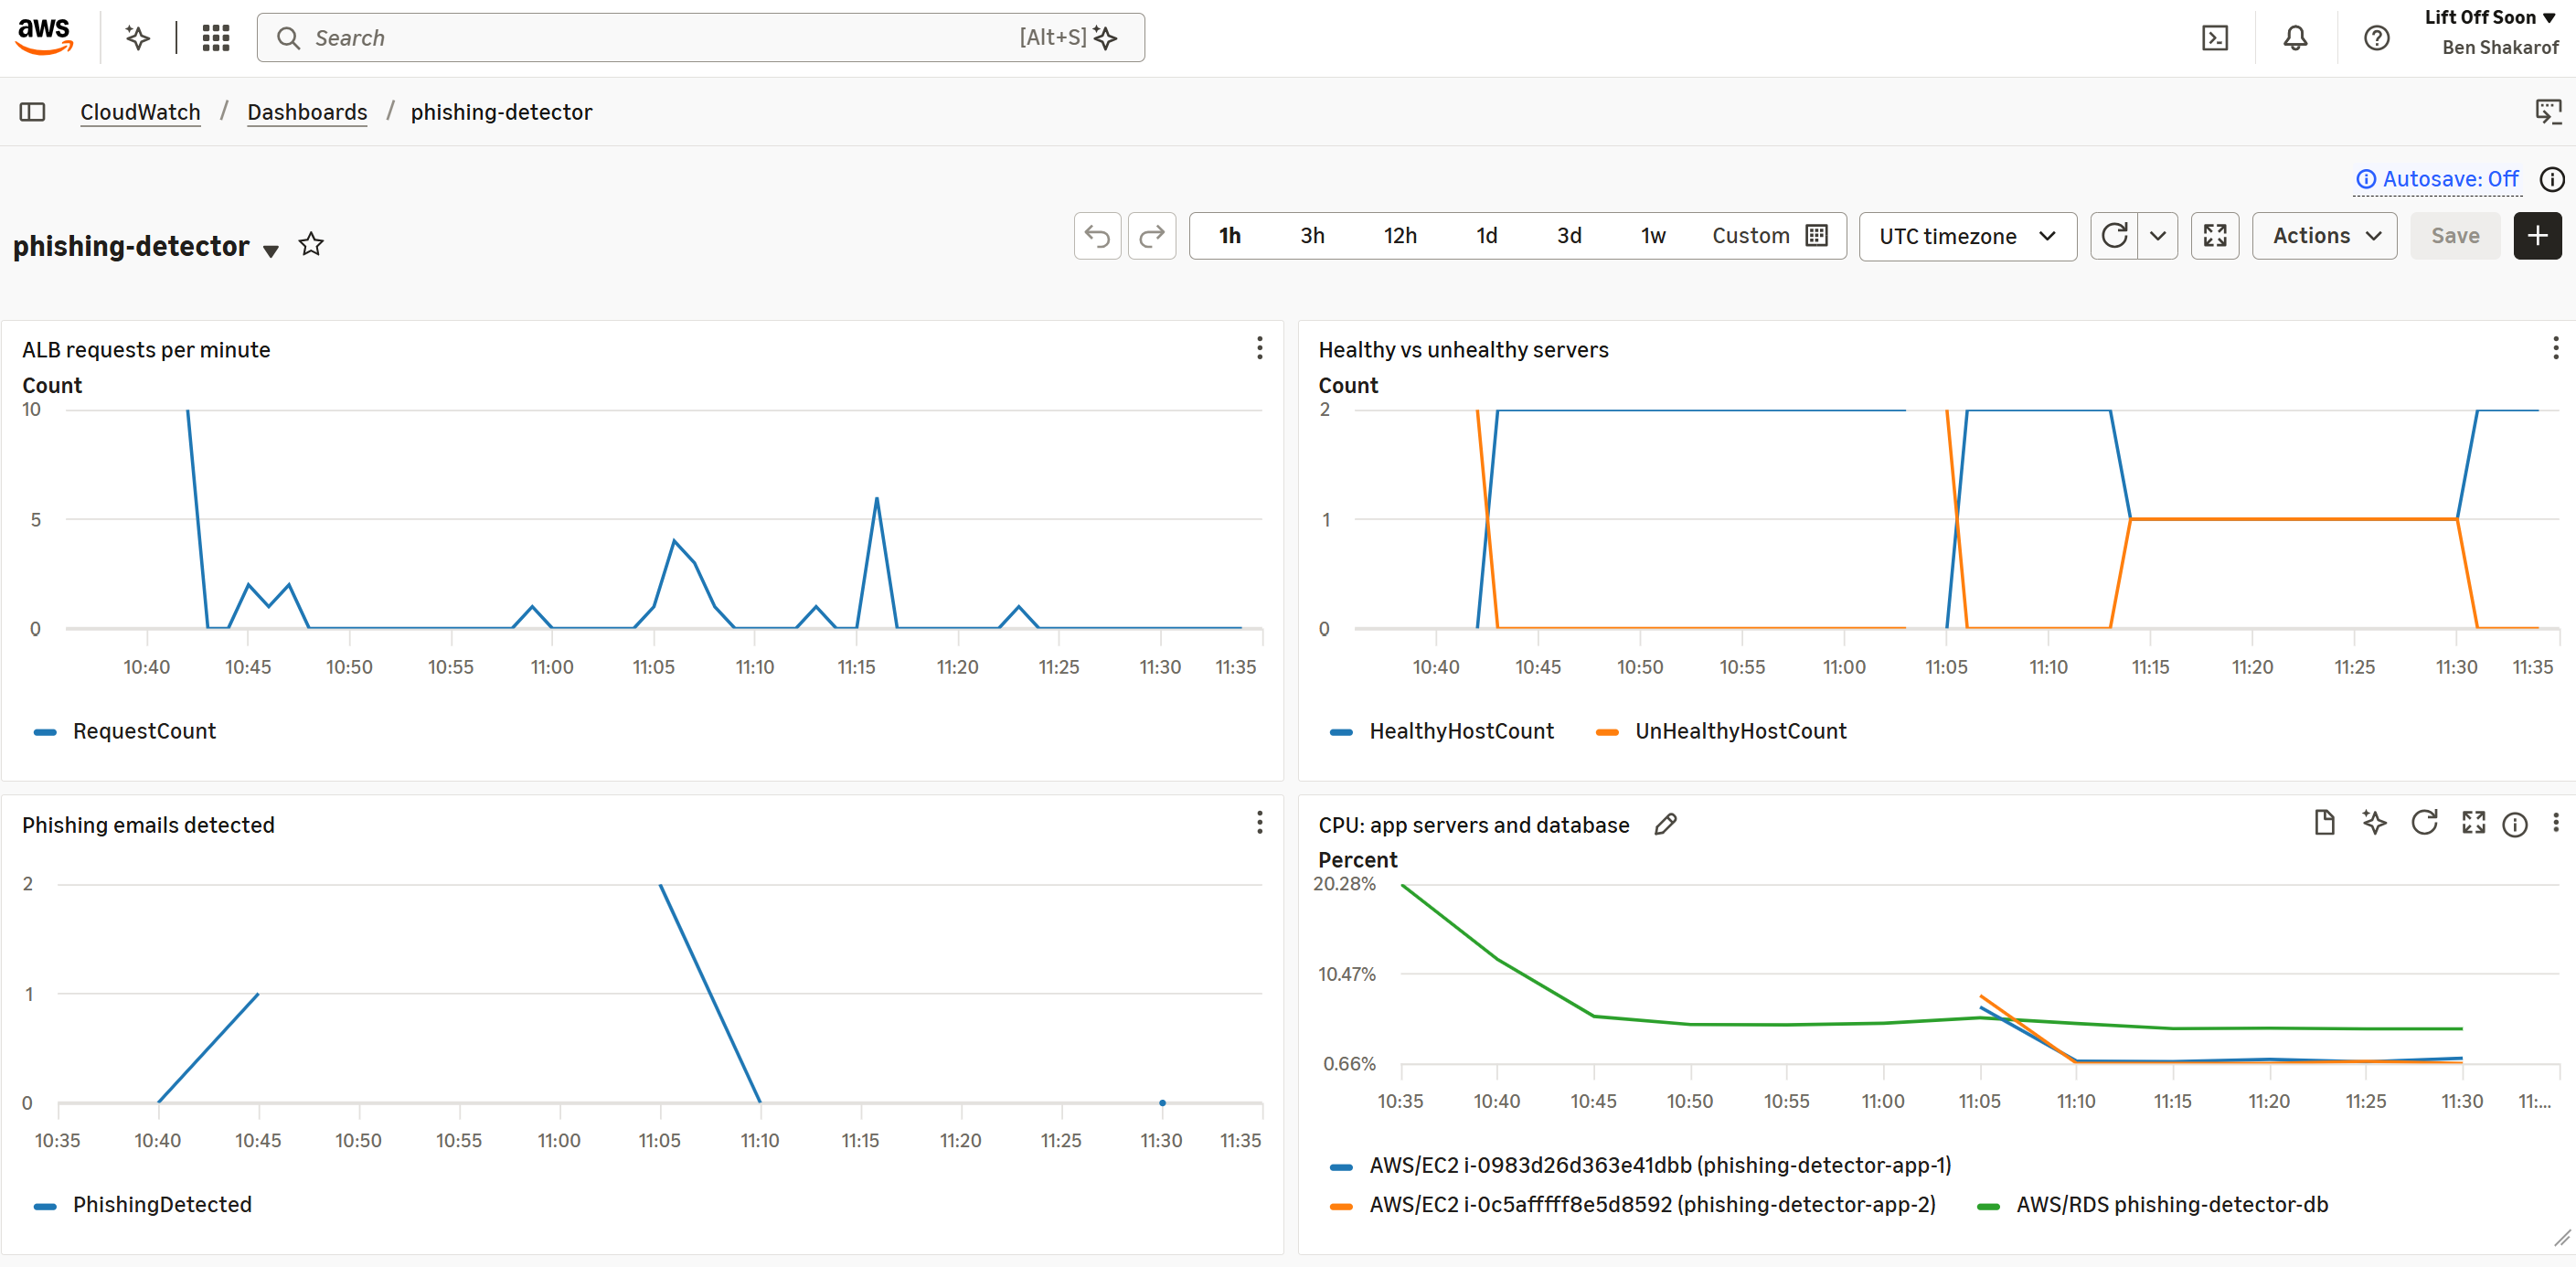 aws
Search [Alt+S]
Lift Off Soon
Ben Shakarof
CloudWatch / Dashboards / phishing-detector
Autosave: Off
phishing-detector
1h 3h 12h 1d 3d 1w Custom
UTC timezone
Actions
Save
ALB requests per minute
Count
10
5
0
10:40 10:45 10:50 10:55 11:00 11:05 11:10 11:15 11:20 11:25 11:30 11:35
RequestCount
Healthy vs unhealthy servers
Count
2
1
0
10:40 10:45 10:50 10:55 11:00 11:05 11:10 11:15 11:20 11:25 11:30 11:35
HealthyHostCount UnHealthyHostCount
Phishing emails detected
2
1
0
10:35 10:40 10:45 10:50 10:55 11:00 11:05 11:10 11:15 11:20 11:25 11:30 11:35
PhishingDetected
CPU: app servers and database
Percent
20.28%
10.47%
0.66%
10:35 10:40 10:45 10:50 10:55 11:00 11:05 11:10 11:15 11:20 11:25 11:30 11:...
AWS/EC2 i-0983d26d363e41dbb (phishing-detector-app-1)
AWS/EC2 i-0c5afffff8e5d8592 (phishing-detector-app-2) AWS/RDS phishing-detector-db